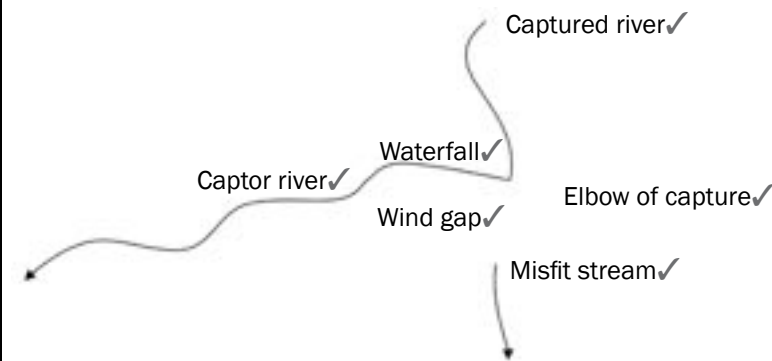 Captured river✓
Waterfall✓
Captor river✓
Elbow of capture✓
Wind gap✓
Misfit stream✓